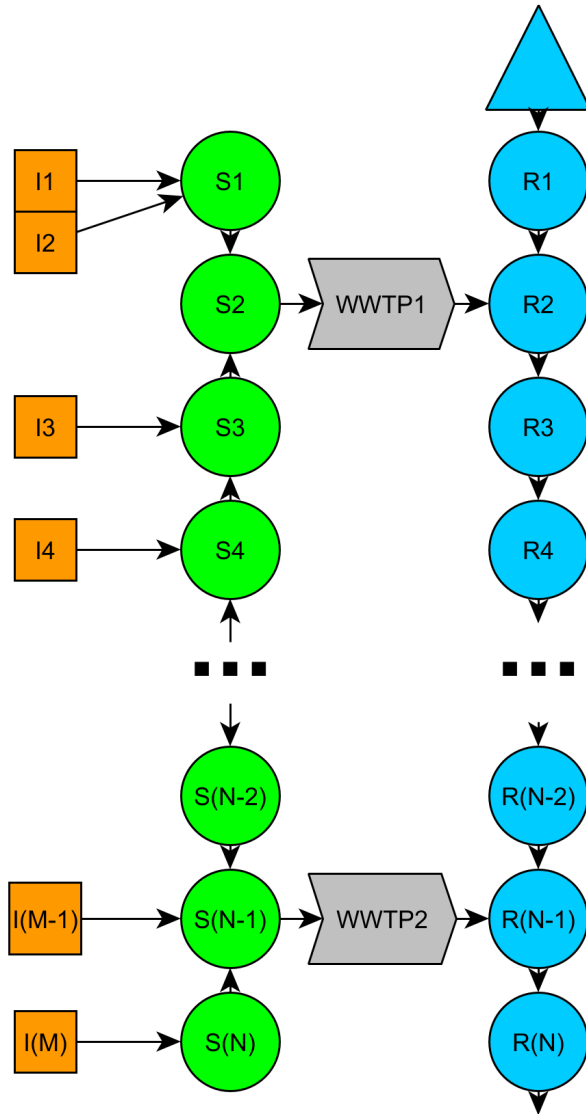 I1
S1
R1
I2
S2
WWTP1
R2
I3
S3
R3
I4
S4
R4
S(N-2)
R(N-2)
I(M-1)
S(N-1)
WWTP2
R(N-1)
I(M)
S(N)
R(N)